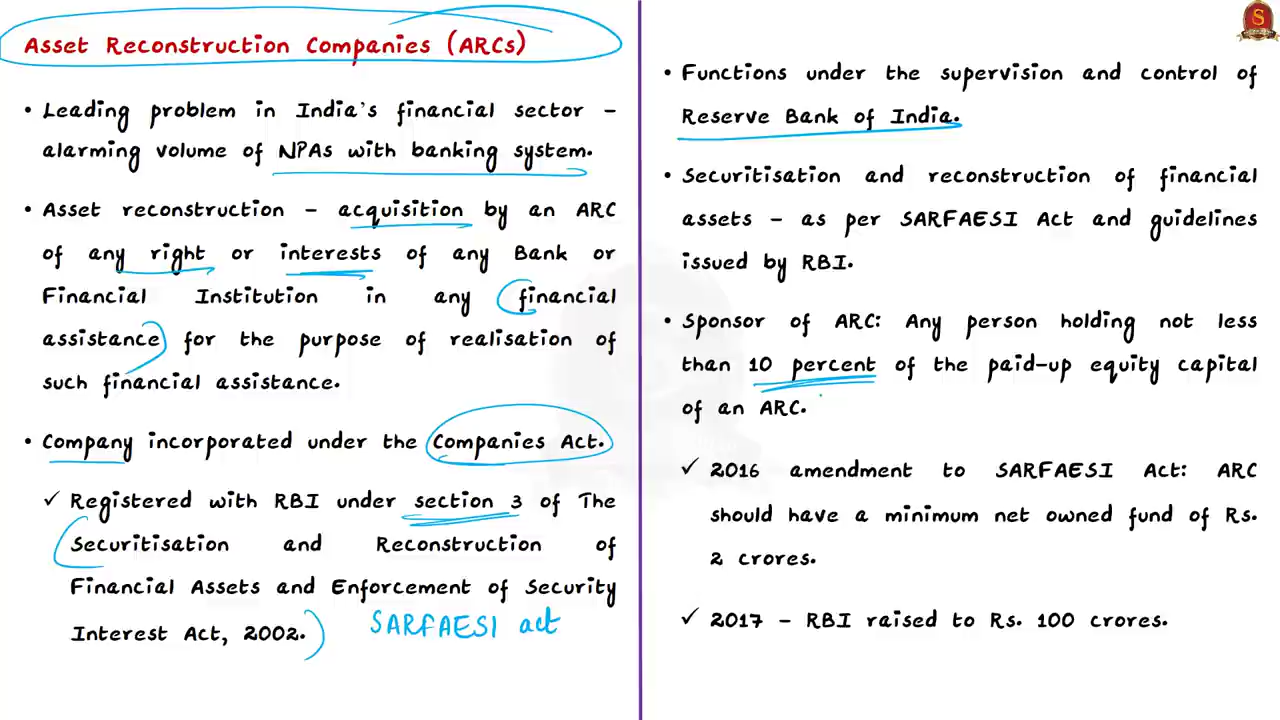 Asset Reconstruction Companies (ARCs)
• Leading problem in India's financial sector –
alarming volume of NPAs with banking system.
• Asset reconstruction – acquisition by an ARC
of any right or interests of any Bank or
Financial Institution in any financial
assistance for the purpose of realisation of
such financial assistance.
• Company incorporated under the Companies Act.
✓ Registered with RBI under section 3 of The
Securitisation and Reconstruction of
Financial Assets and Enforcement of Security
Interest Act, 2002.
SARFAESI act
• Functions under the supervision and control of
Reserve Bank of India.
• Securitisation and reconstruction of financial
assets – as per SARFAESI Act and guidelines
issued by RBI.
• Sponsor of ARC: Any person holding not less
than 10 percent of the paid-up equity capital
of an ARC.
✓ 2016 amendment to SARFAESI Act: ARC
should have a minimum net owned fund of Rs.
2 crores.
✓ 2017 – RBI raised to Rs. 100 crores.
S